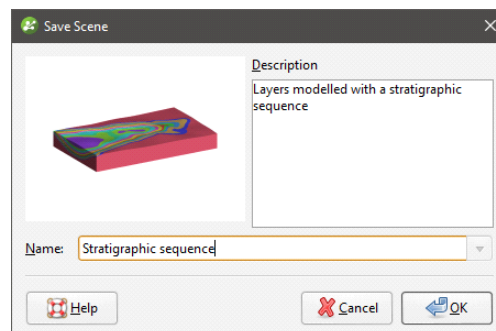 Save Scene
Description
Layers modelled with a stratigraphic
sequence
Name: Stratigraphic sequence
Help Cancel OK